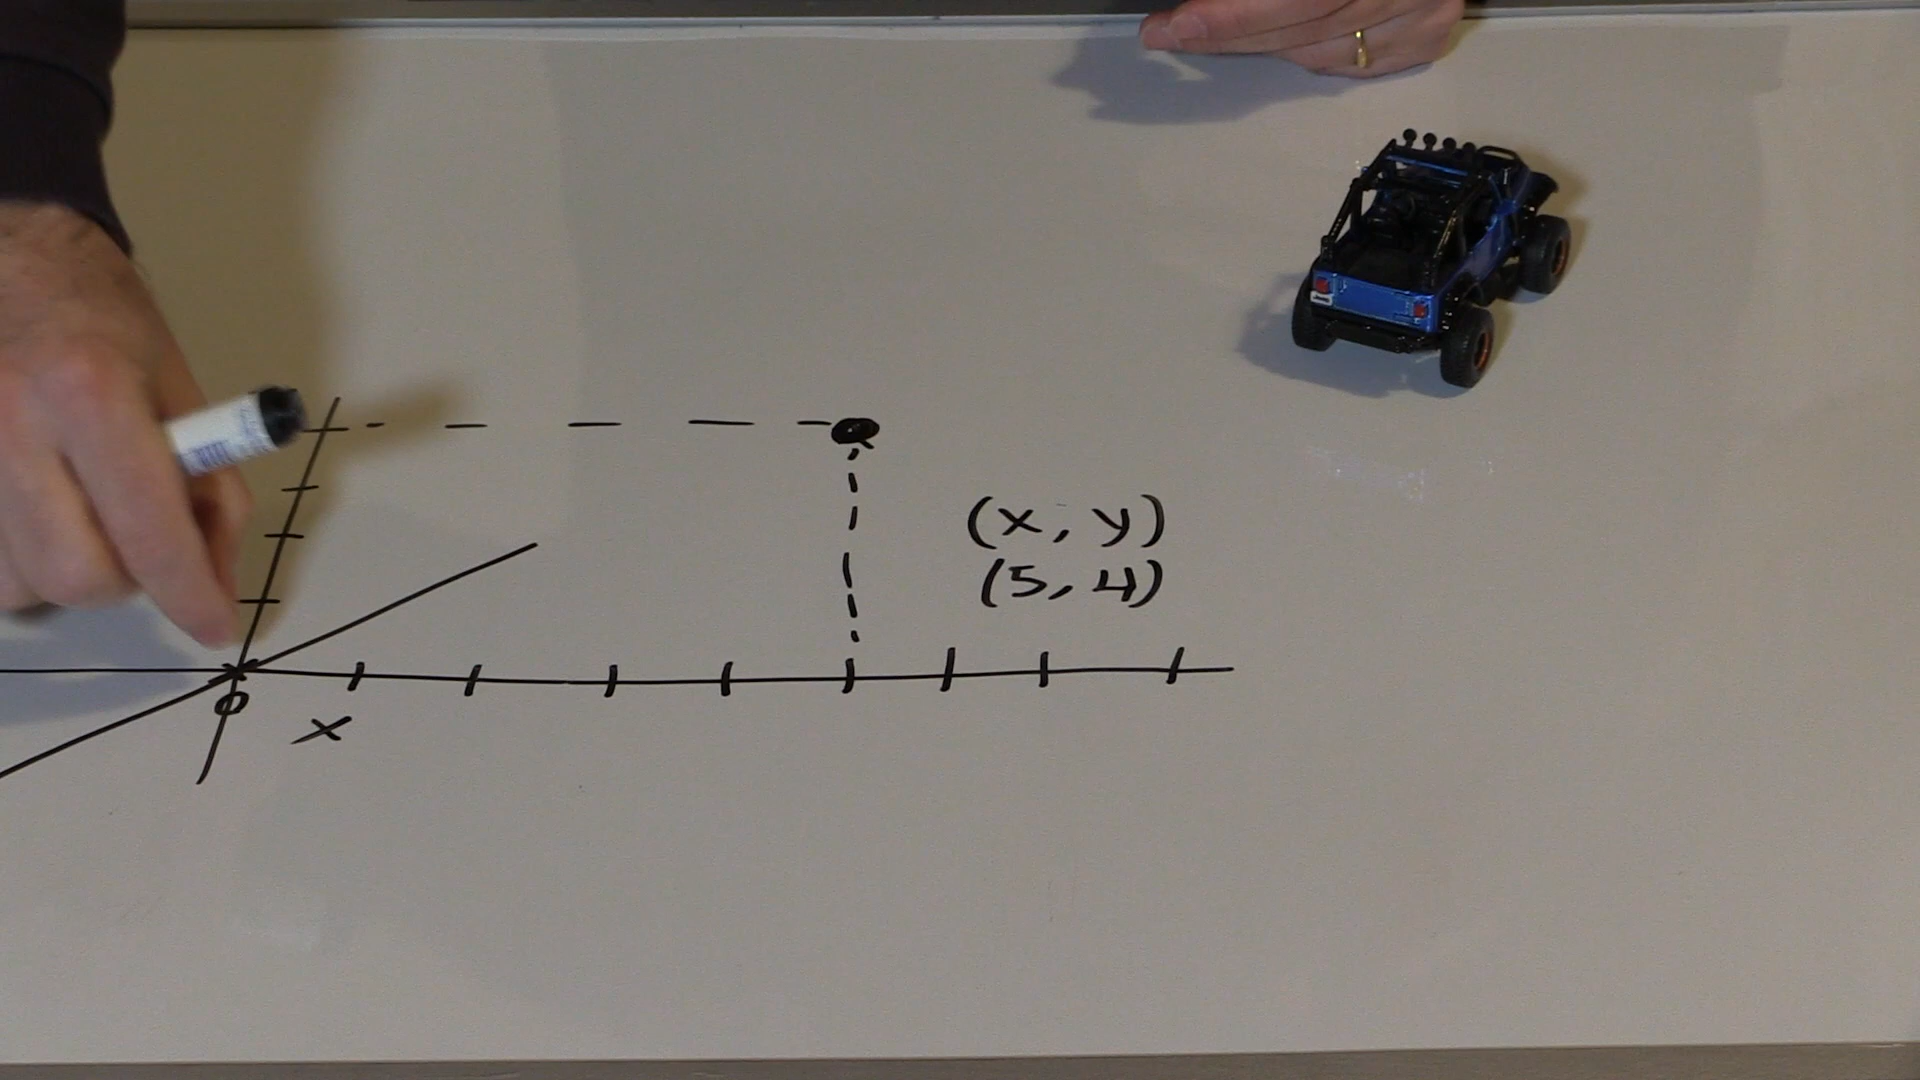 (x, y)
(5, 4)
0
x